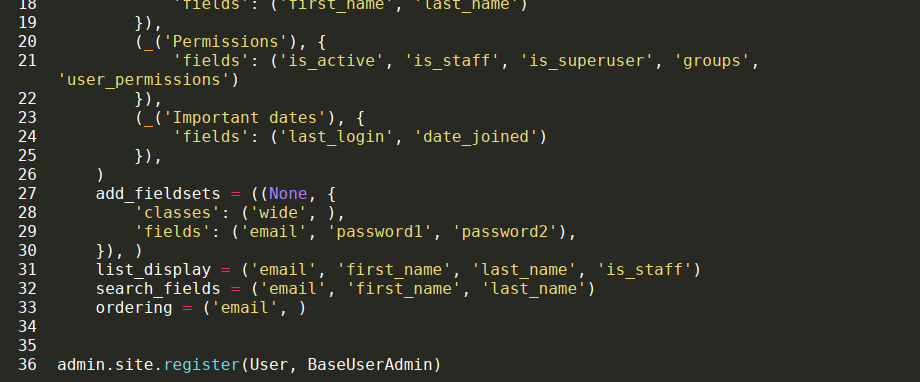 18             'fields': ('first_name', 'last_name')
19         }),
20         (_('Permissions'), {
21             'fields': ('is_active', 'is_staff', 'is_superuser', 'groups',
'user_permissions')
22         }),
23         (_('Important dates'), {
24             'fields': ('last_login', 'date_joined')
25         }),
26     )
27     add_fieldsets = ((None, {
28         'classes': ('wide', ),
29         'fields': ('email', 'password1', 'password2'),
30     }), )
31     list_display = ('email', 'first_name', 'last_name', 'is_staff')
32     search_fields = ('email', 'first_name', 'last_name')
33     ordering = ('email', )
34
35
36 admin.site.register(User, BaseUserAdmin)